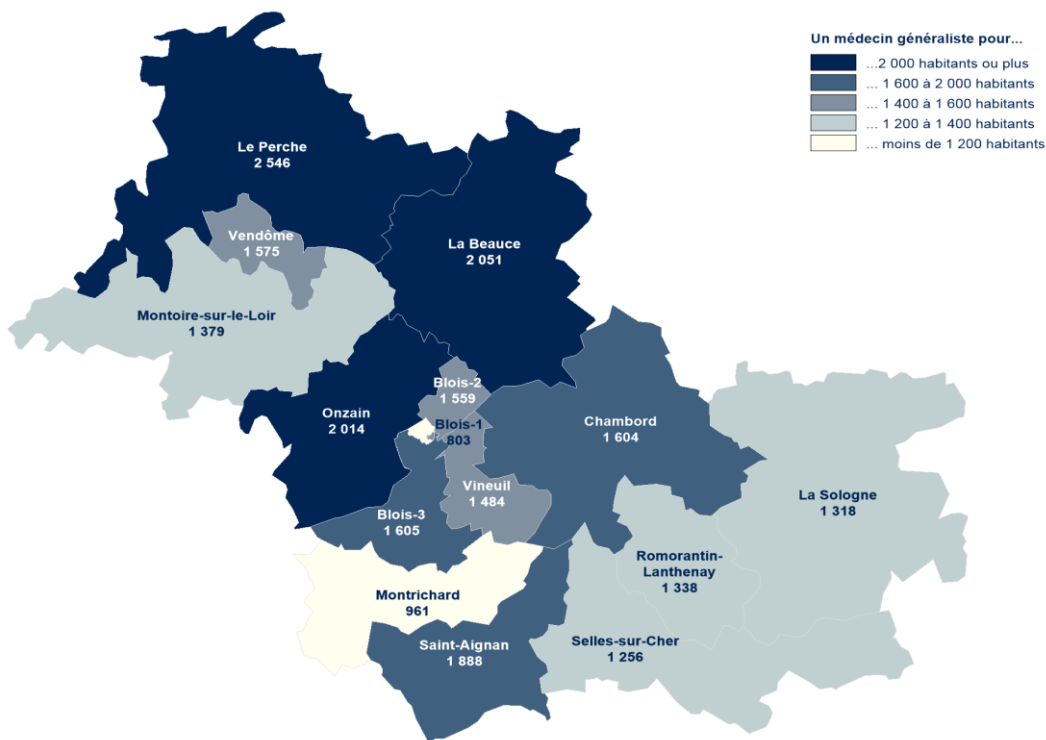 Un médecin généraliste pour...
...2 000 habitants ou plus
... 1 600 à 2 000 habitants
... 1 400 à 1 600 habitants
... 1 200 à 1 400 habitants
... moins de 1 200 habitants
Le Perche
2 546
Vendôme
1 575
La Beauce
2 051
Montoire-sur-le-Loir
1 379
Blois-2
1 559
Onzain
2 014
Blois-1
803
Chambord
1 604
Vineuil
1 484
La Sologne
1 318
Blois-3
1 605
Romorantin-
Lanthenay
1 338
Montrichard
961
Saint-Aignan
1 888
Selles-sur-Cher
1 256